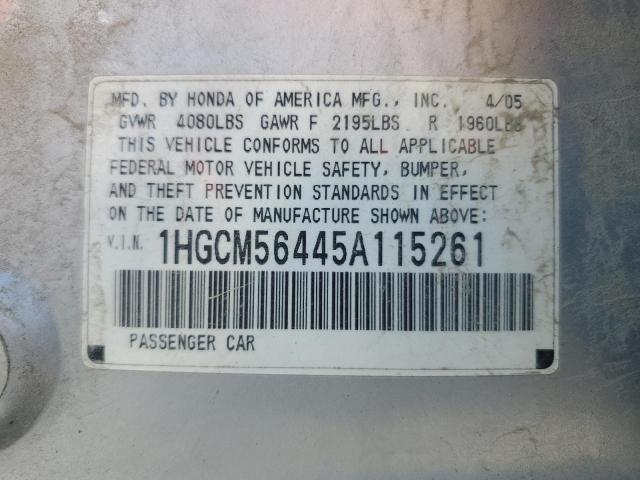 MFD. BY HONDA OF AMERICA MFG., INC. 4/05
GVWR 4080LBS GAWR F 2195LBS R 1960LBS
THIS VEHICLE CONFORMS TO ALL APPLICABLE
FEDERAL MOTOR VEHICLE SAFETY, BUMPER,
AND THEFT PREVENTION STANDARDS IN EFFECT
ON THE DATE OF MANUFACTURE SHOWN ABOVE:
V.I.N. 1HGCM56445A115261
PASSENGER CAR